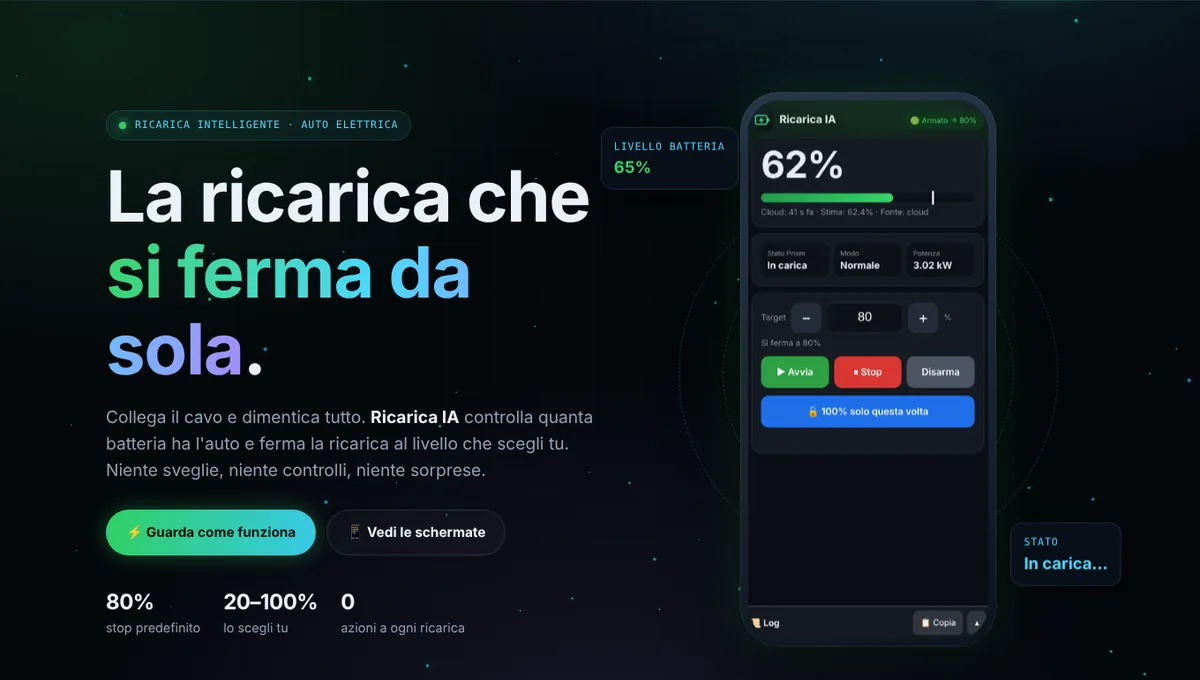 RICARICA INTELLIGENTE · AUTO ELETTRICA
La ricarica che
si ferma da
sola.
Collega il cavo e dimentica tutto. Ricarica IA controlla quanta
batteria ha l'auto e ferma la ricarica al livello che scegli tu.
Niente sveglie, niente controlli, niente sorprese.
⚡ Guarda come funziona
📱 Vedi le schermate
80%
stop predefinito
20–100%
lo scegli tu
0
azioni a ogni ricarica
LIVELLO BATTERIA
65%
Ricarica IA
Armato → 80%
62%
Cloud: 41 s fa · Stima: 62.4% · Fonte: cloud
Stato Prism
In carica
Modo
Normale
Potenza
3.02 kW
Target
−
80
+
%
Si ferma a 80%
▶ Avvia
⏹ Stop
Disarma
🔓 100% solo questa volta
📜 Log
📋 Copia
▲
STATO
In carica...